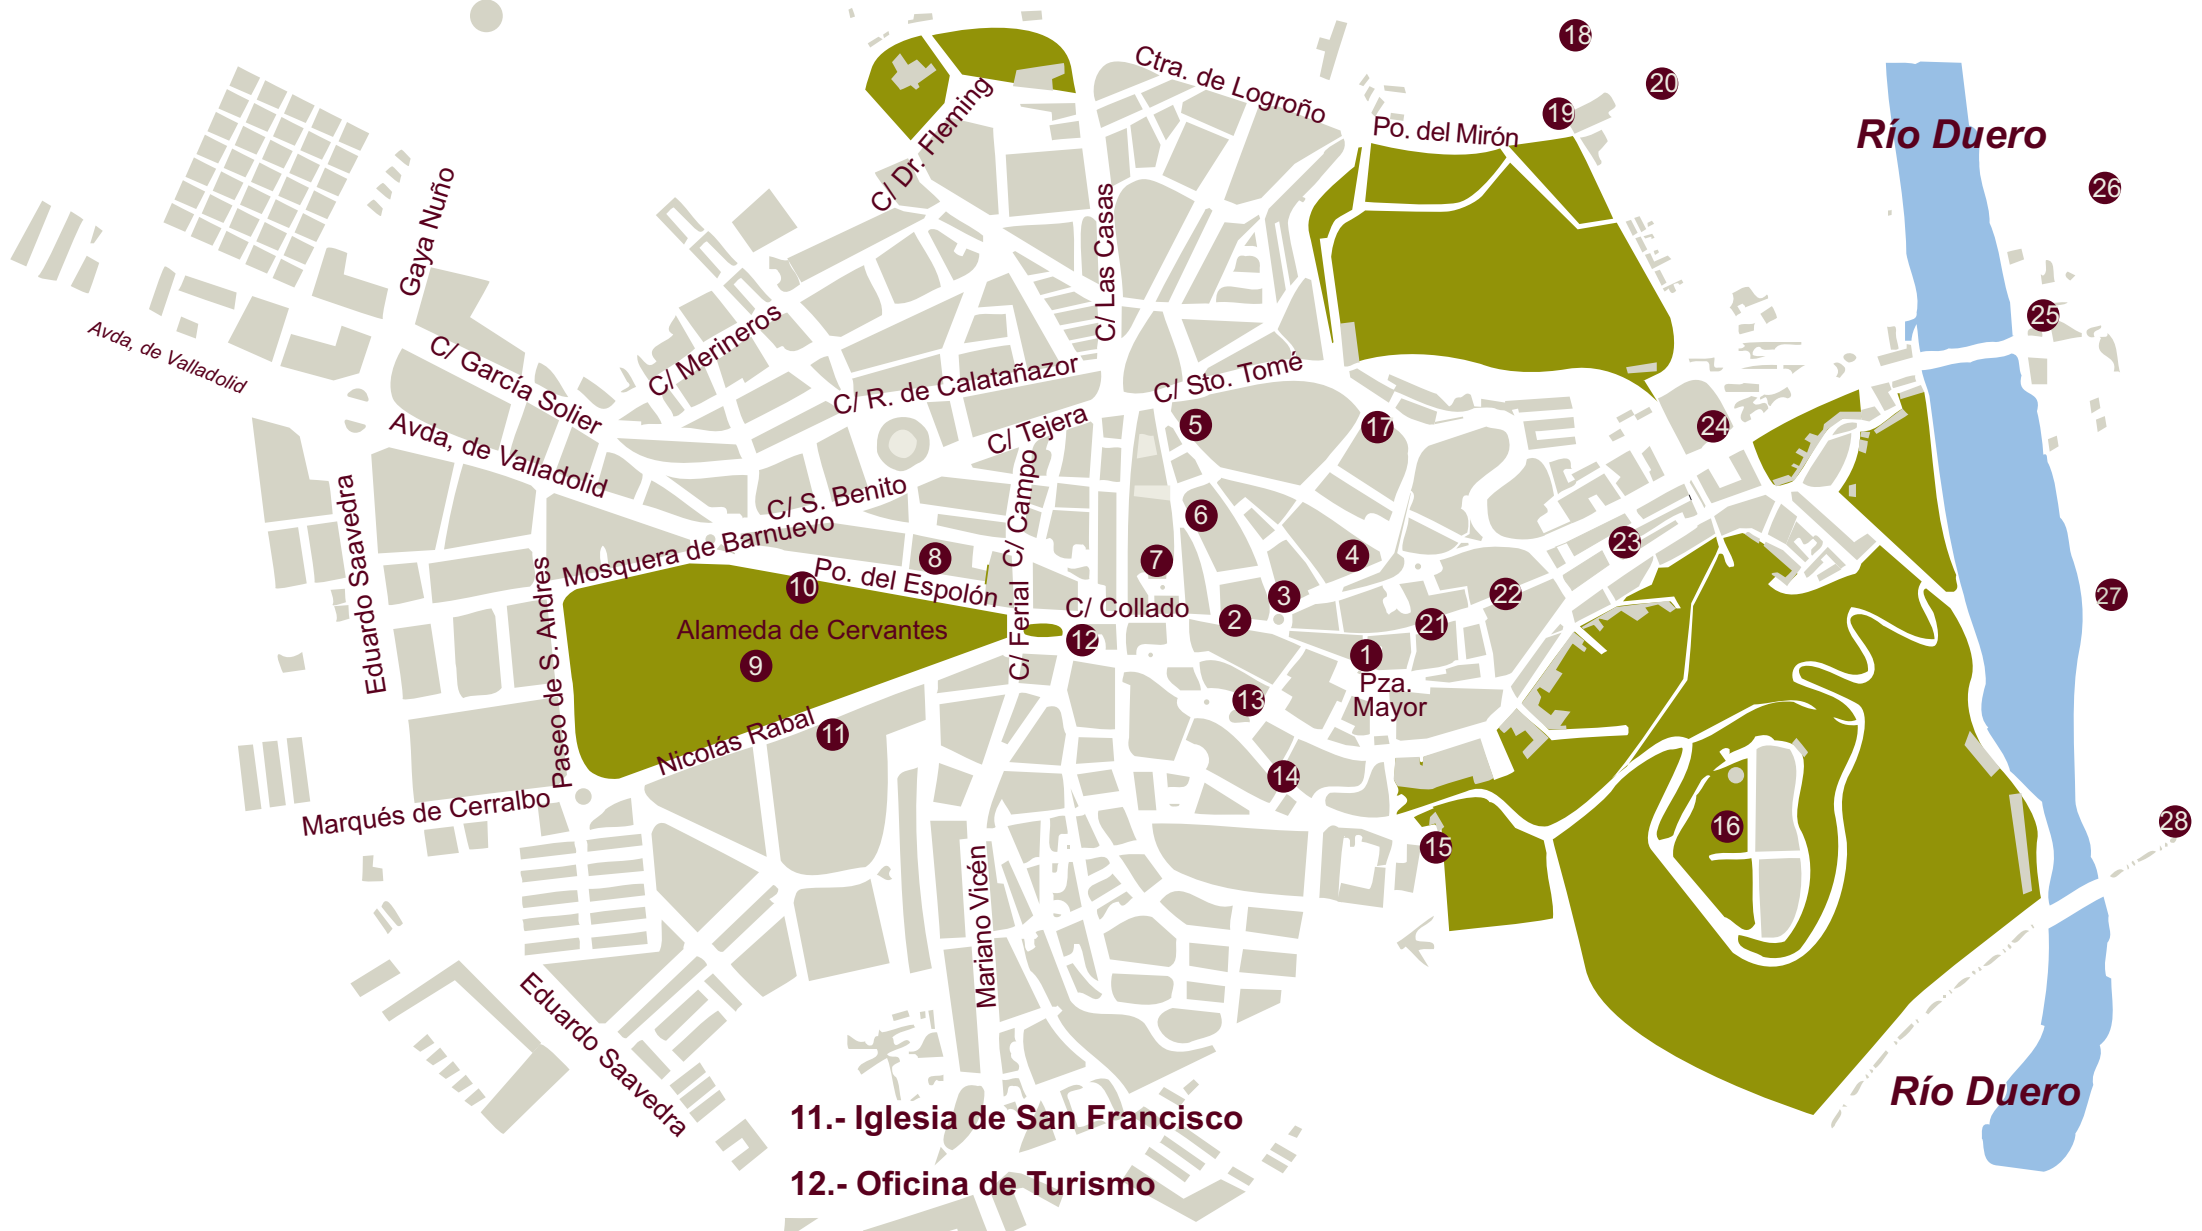 18
20
19
Ctra. de Logroño
Po. del Mirón
Río Duero
C/ Dr. Fleming
26
Gaya Nuño
C/ Las Casas
25
Avda, de Valladolid
C/ García Solier
C/ Merineros
C/ R. de Calatañazor
C/ Sto. Tomé
5
17
24
Avda, de Valladolid
C/ Tejera
C/ Campo
C/ S. Benito
Eduardo Saavedra
6
Mosquera de Barnuevo
8
7
4
23
10
Po. del Espolón
3
22
27
C/ Collado
2
21
Alameda de Cervantes
12
C/ Ferial
9
1
Pza.
Mayor
Paseo de S. Andres
13
Nicolás Rabal
11
14
Marqués de Cerralbo
16
28
15
Mariano Vicén
Eduardo Saavedra
Río Duero
11.- Iglesia de San Francisco
12.- Oficina de Turismo